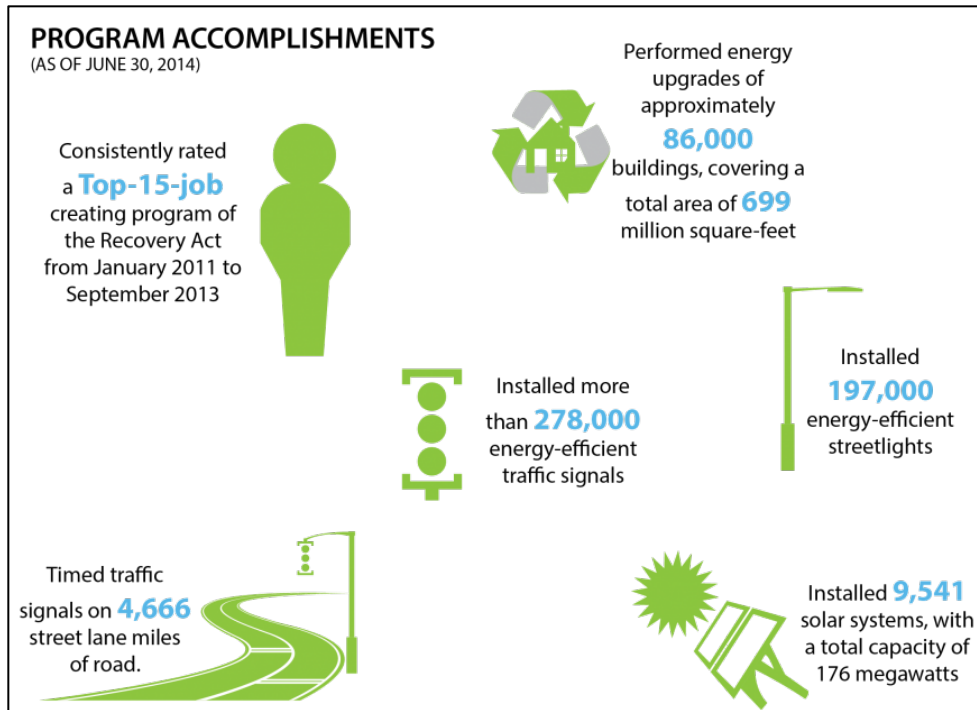 PROGRAM ACCOMPLISHMENTS
(AS OF JUNE 30, 2014)
Consistently rated
a Top-15-job
creating program of
the Recovery Act
from January 2011 to
September 2013
Performed energy
upgrades of
approximately
86,000
buildings, covering a
total area of 699
million square-feet
Installed more
than 278,000
energy-efficient
traffic signals
Installed
197,000
energy-efficient
streetlights
Timed traffic
signals on 4,666
street lane miles
of road.
Installed 9,541
solar systems, with
a total capacity of
176 megawatts